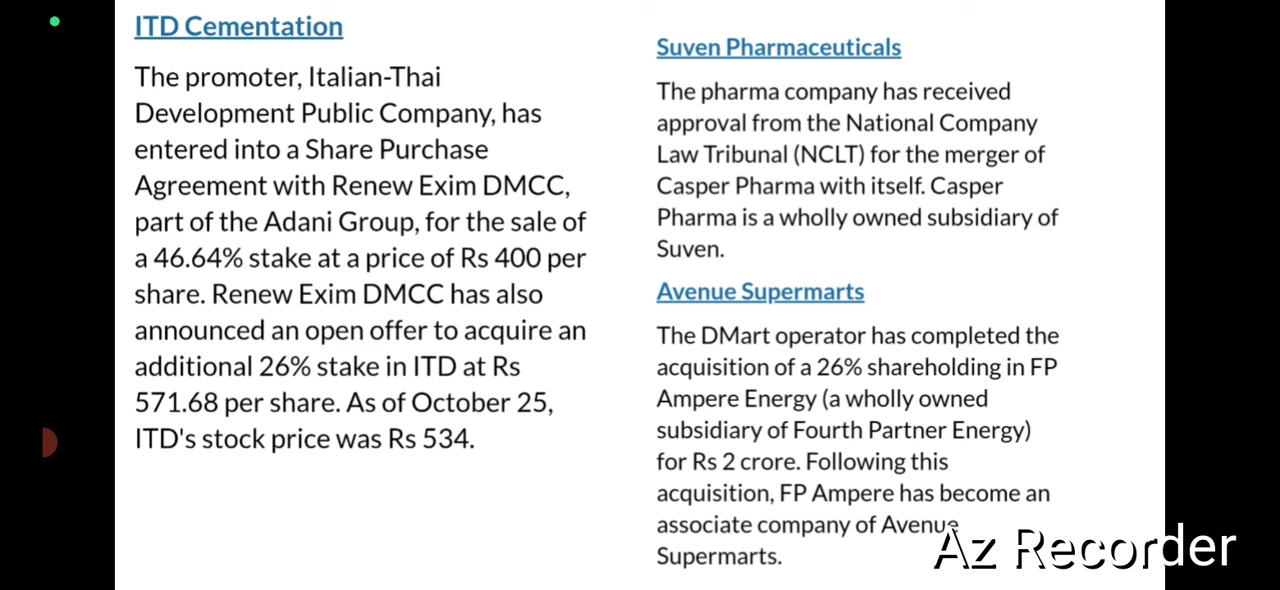 ITD Cementation
The promoter, Italian-Thai
Development Public Company, has
entered into a Share Purchase
Agreement with Renew Exim DMCC,
part of the Adani Group, for the sale of
a 46.64% stake at a price of Rs 400 per
share. Renew Exim DMCC has also
announced an open offer to acquire an
additional 26% stake in ITD at Rs
571.68 per share. As of October 25,
ITD's stock price was Rs 534.
Suven Pharmaceuticals
The pharma company has received
approval from the National Company
Law Tribunal (NCLT) for the merger of
Casper Pharma with itself. Casper
Pharma is a wholly owned subsidiary of
Suven.
Avenue Supermarts
The DMart operator has completed the
acquisition of a 26% shareholding in FP
Ampere Energy (a wholly owned
subsidiary of Fourth Partner Energy)
for Rs 2 crore. Following this
acquisition, FP Ampere has become an
associate company of Avenue
Supermarts.
Az Recorder